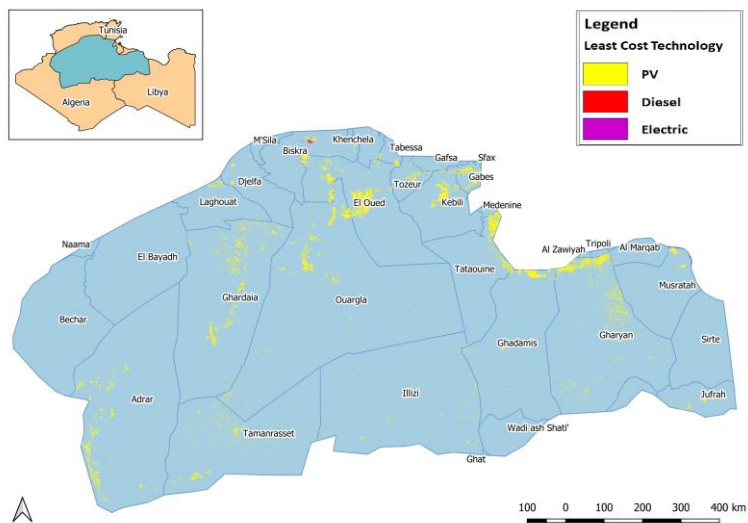 Tunisia
Algeria
Libya
Legend
Least Cost Technology
PV
Diesel
Electric
M'Sila
Khenchela
Biskra
Tabessa
Gafsa
Sfax
Djelfa
Tozeur
Gabes
Laghouat
El Oued
Kebili
Medenine
Naama
El Bayadh
Al Zawiyah
Tripoli
Al Marqab
Tataouine
Musratah
Ghardaia
Ouargla
Bechar
Gharyan
Ghadamis
Sirte
Adrar
Illizi
Jufrah
Tamanrasset
Wadi ash Shati'
Ghat
100 0 100 200 300 400 km